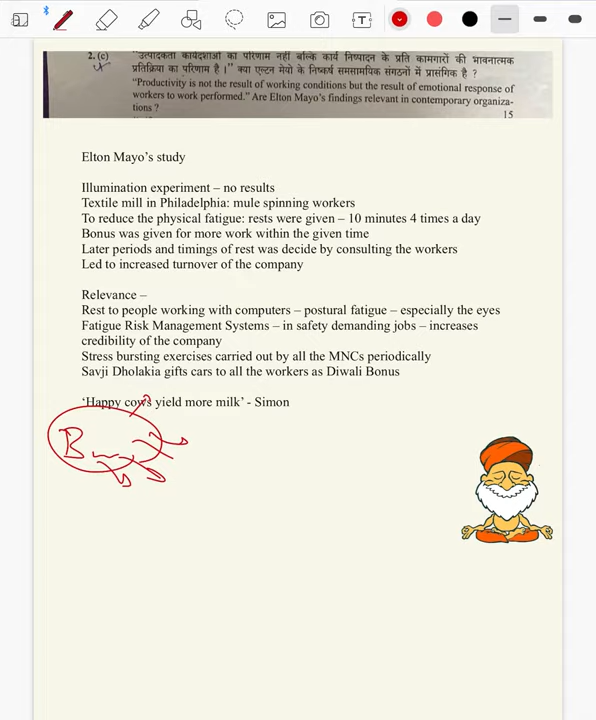 2. (c) "उत्पादकता कार्यदशाओं का परिणाम नहीं बल्कि कार्य निष्पादन के प्रति कामगारों की भावनात्मक
प्रतिक्रिया का परिणाम है।" क्या एल्टन मेयो के निष्कर्ष समसामयिक संगठनों में प्रासंगिक है ?
"Productivity is not the result of working conditions but the result of emotional response of
workers to work performed." Are Elton Mayo's findings relevant in contemporary organiza-
tions ?
15
Elton Mayo's study
Illumination experiment – no results
Textile mill in Philadelphia: mule spinning workers
To reduce the physical fatigue: rests were given – 10 minutes 4 times a day
Bonus was given for more work within the given time
Later periods and timings of rest was decide by consulting the workers
Led to increased turnover of the company
Relevance –
Rest to people working with computers – postural fatigue – especially the eyes
Fatigue Risk Management Systems – in safety demanding jobs – increases
credibility of the company
Stress bursting exercises carried out by all the MNCs periodically
Savji Dholakia gifts cars to all the workers as Diwali Bonus
'Happy cows yield more milk' - Simon